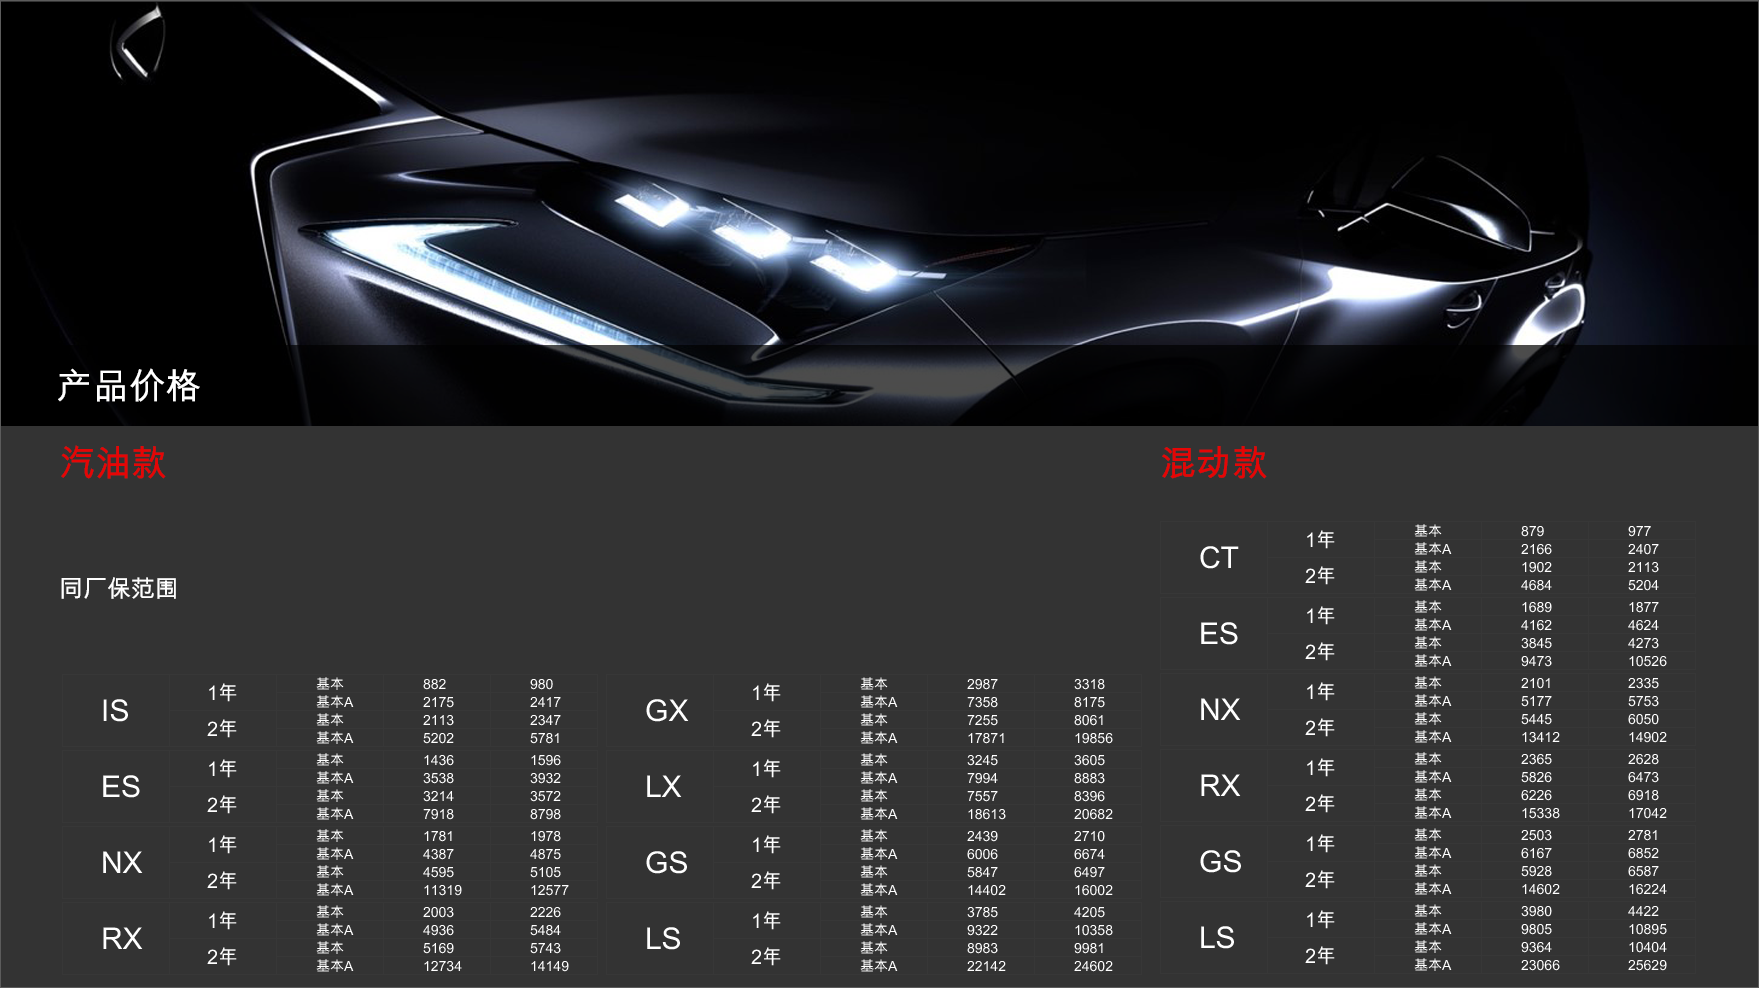 产品价格
汽油款
混动款
同厂保范围
IS
1年
基本 882 980
基本A 2175 2417
2年
基本 2113 2347
基本A 5202 5781
ES
1年
基本 1436 1596
基本A 3538 3932
2年
基本 3214 3572
基本A 7918 8798
NX
1年
基本 1781 1978
基本A 4387 4875
2年
基本 4595 5105
基本A 11319 12577
RX
1年
基本 2003 2226
基本A 4936 5484
2年
基本 5169 5743
基本A 12734 14149
GX
1年
基本 2987 3318
基本A 7358 8175
2年
基本 7255 8061
基本A 17871 19856
LX
1年
基本 3245 3605
基本A 7994 8883
2年
基本 7557 8396
基本A 18613 20682
GS
1年
基本 2439 2710
基本A 6006 6674
2年
基本 5847 6497
基本A 14402 16002
LS
1年
基本 3785 4205
基本A 9322 10358
2年
基本 8983 9981
基本A 22142 24602
CT
1年
基本 879 977
基本A 2166 2407
2年
基本 1902 2113
基本A 4684 5204
ES
1年
基本 1689 1877
基本A 4162 4624
2年
基本 3845 4273
基本A 9473 10526
NX
1年
基本 2101 2335
基本A 5177 5753
2年
基本 5445 6050
基本A 13412 14902
RX
1年
基本 2365 2628
基本A 5826 6473
2年
基本 6226 6918
基本A 15338 17042
GS
1年
基本 2503 2781
基本A 6167 6852
2年
基本 5928 6587
基本A 14602 16224
LS
1年
基本 3980 4422
基本A 9805 10895
2年
基本 9364 10404
基本A 23066 25629